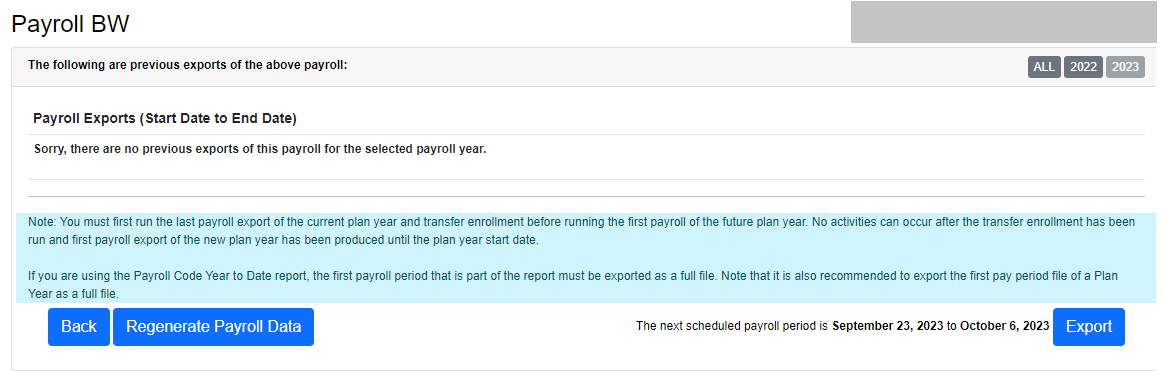 Payroll BW
The following are previous exports of the above payroll:
ALL 2022 2023
Payroll Exports (Start Date to End Date)
Sorry, there are no previous exports of this payroll for the selected payroll year.
Note: You must first run the last payroll export of the current plan year and transfer enrollment before running the first payroll of the future plan year. No activities can occur after the transfer enrollment has been
run and first payroll export of the new plan year has been produced until the plan year start date.
If you are using the Payroll Code Year to Date report, the first payroll period that is part of the report must be exported as a full file. Note that it is also recommended to export the first pay period file of a Plan
Year as a full file.
Back Regenerate Payroll Data The next scheduled payroll period is September 23, 2023 to October 6, 2023 Export